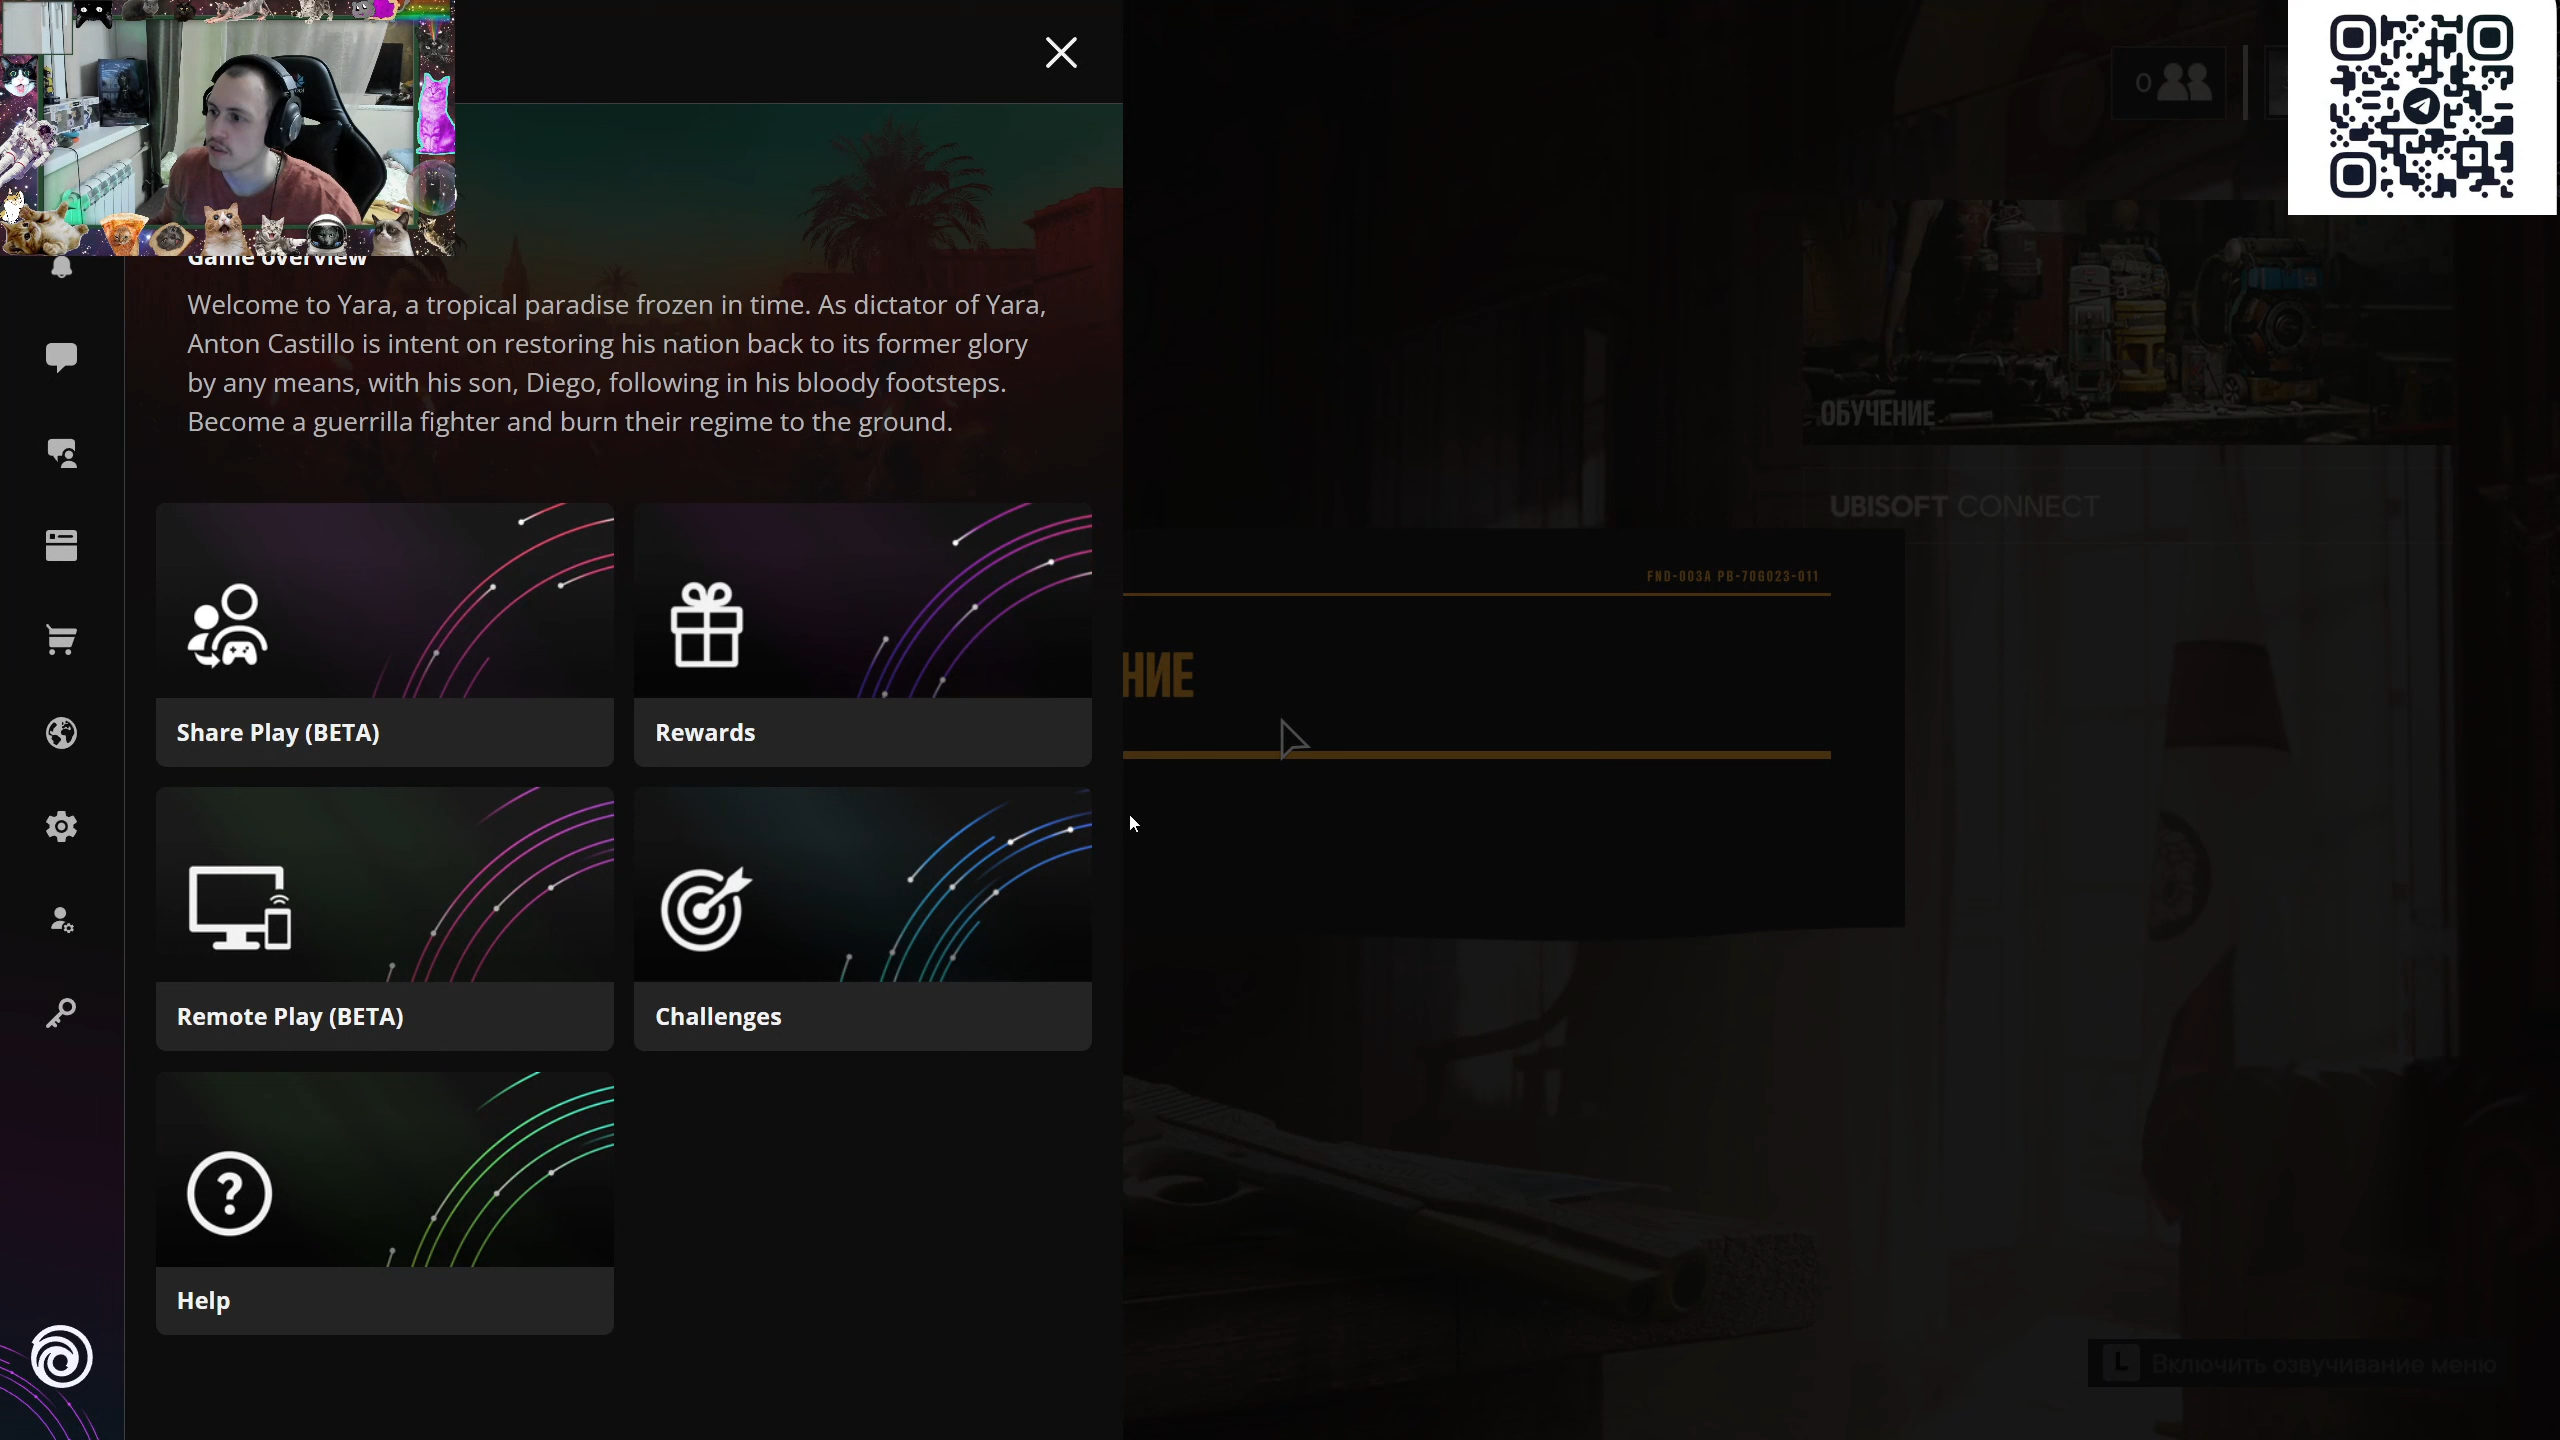 0
Game overview
Welcome to Yara, a tropical paradise frozen in time. As dictator of Yara,
Anton Castillo is intent on restoring his nation back to its former glory
by any means, with his son, Diego, following in his bloody footsteps.
Become a guerrilla fighter and burn their regime to the ground.
ОБУЧЕНИЕ
UBISOFT CONNECT
FND-003A PB-706023-011
НИЕ
Share Play (BETA)
Rewards
Remote Play (BETA)
Challenges
Help
L Включить озвучивание меню